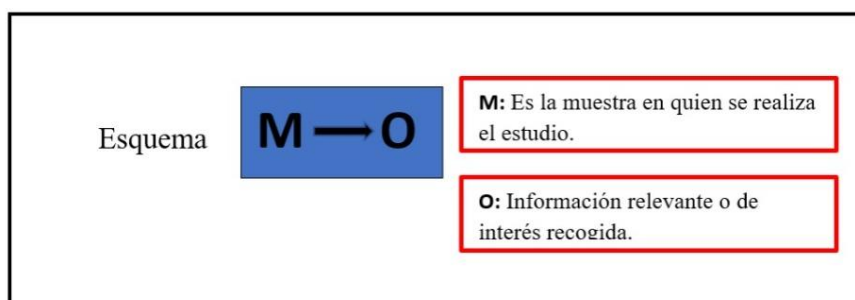 Esquema
M → O
M: Es la muestra en quien se realiza
el estudio.
O: Información relevante o de
interés recogida.